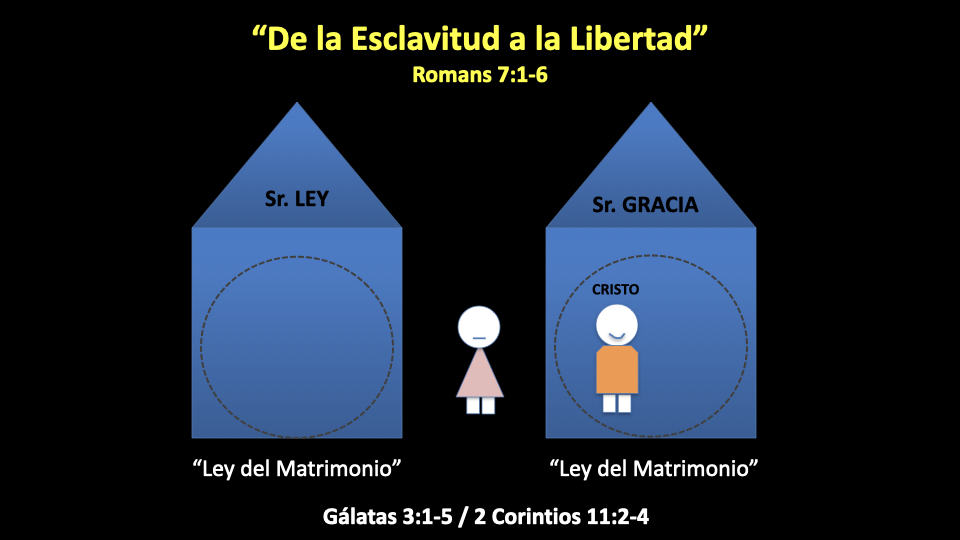 “De la Esclavitud a la Libertad”
Romans 7:1-6
Sr. LEY
Sr. GRACIA
CRISTO
“Ley del Matrimonio”
“Ley del Matrimonio”
Gálatas 3:1-5 / 2 Corintios 11:2-4